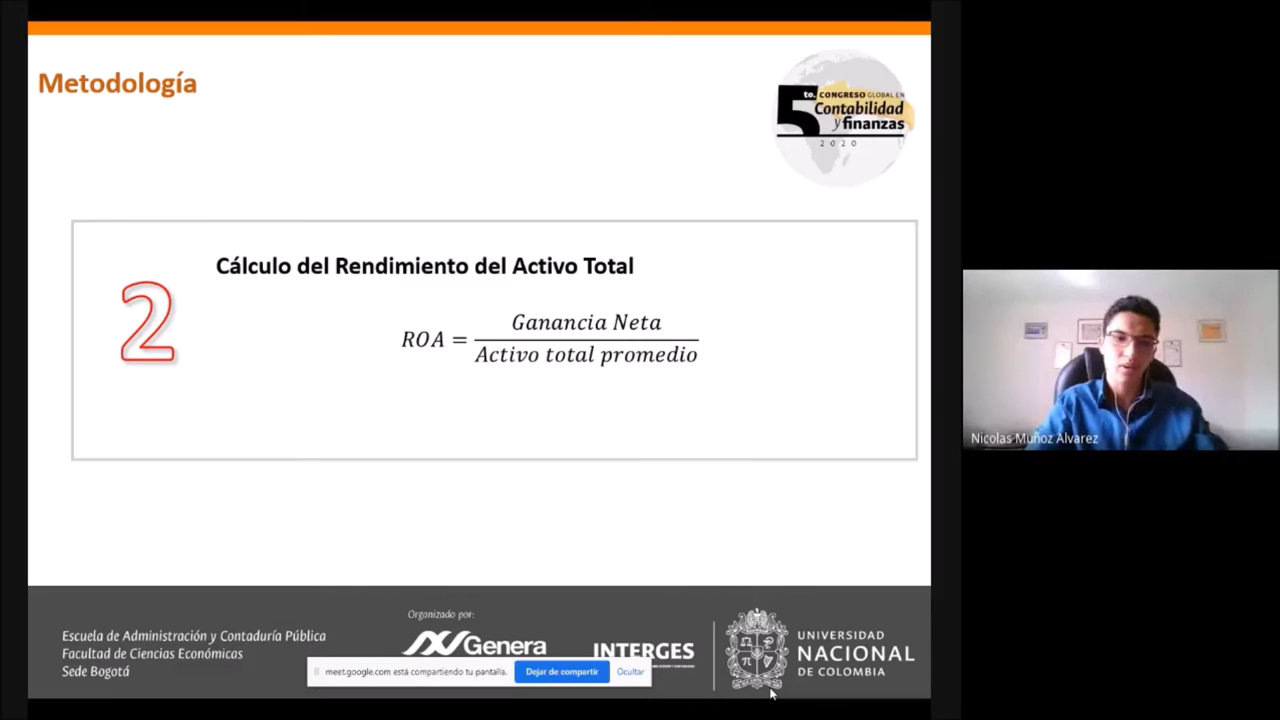 Metodología
5to. CONGRESO GLOBAL EN
Contabilidad
y finanzas
2020
2
Cálculo del Rendimiento del Activo Total
ROA = Ganancia Neta / Activo total promedio
Nicolas Muñoz Alvarez
Organizado por:
Escuela de Administración y Contaduría Pública
Facultad de Ciencias Económicas
Sede Bogotá
Genera
INTERGES
UNIVERSIDAD
NACIONAL
DE COLOMBIA
meet.google.com está compartiendo tu pantalla.
Dejar de compartir
Ocultar